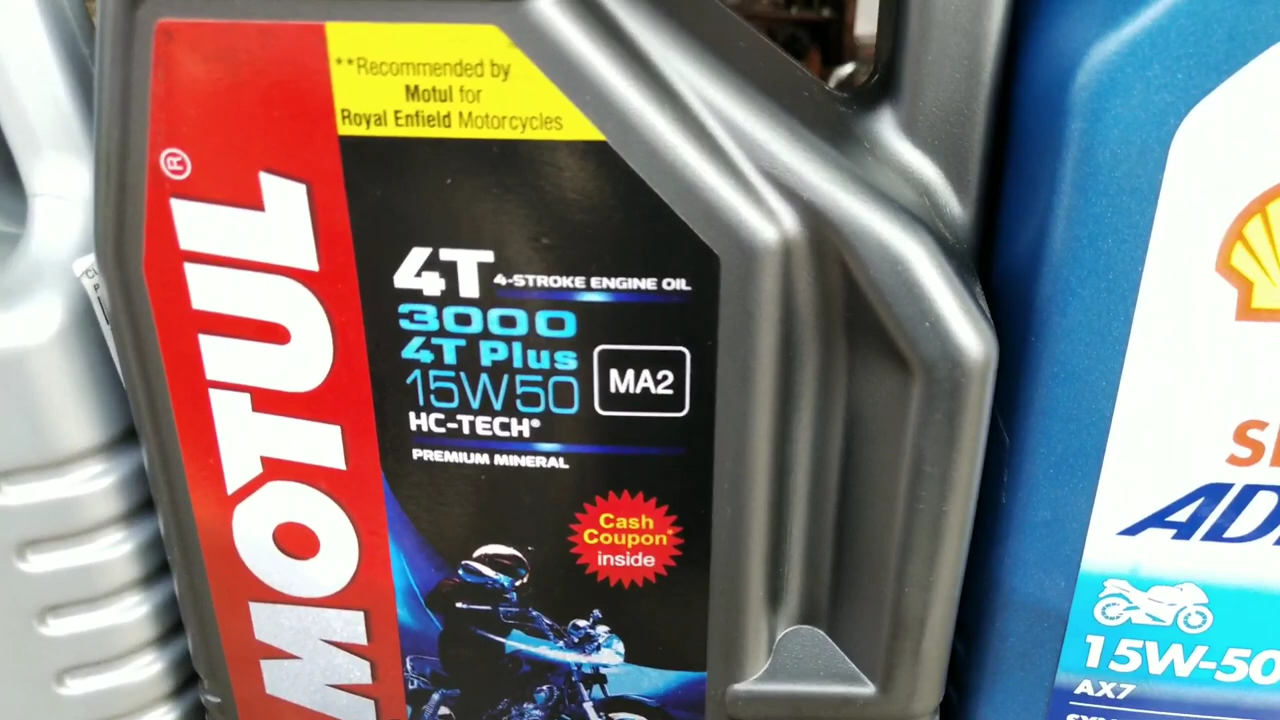 **Recommended by
Motul for
Royal Enfield Motorcycles
MOTUL®
4T 4-STROKE ENGINE OIL
3000
4T Plus
15W50
MA2
HC-TECH®
PREMIUM MINERAL
Cash
Coupon*
inside
AD
15W-50
AX7